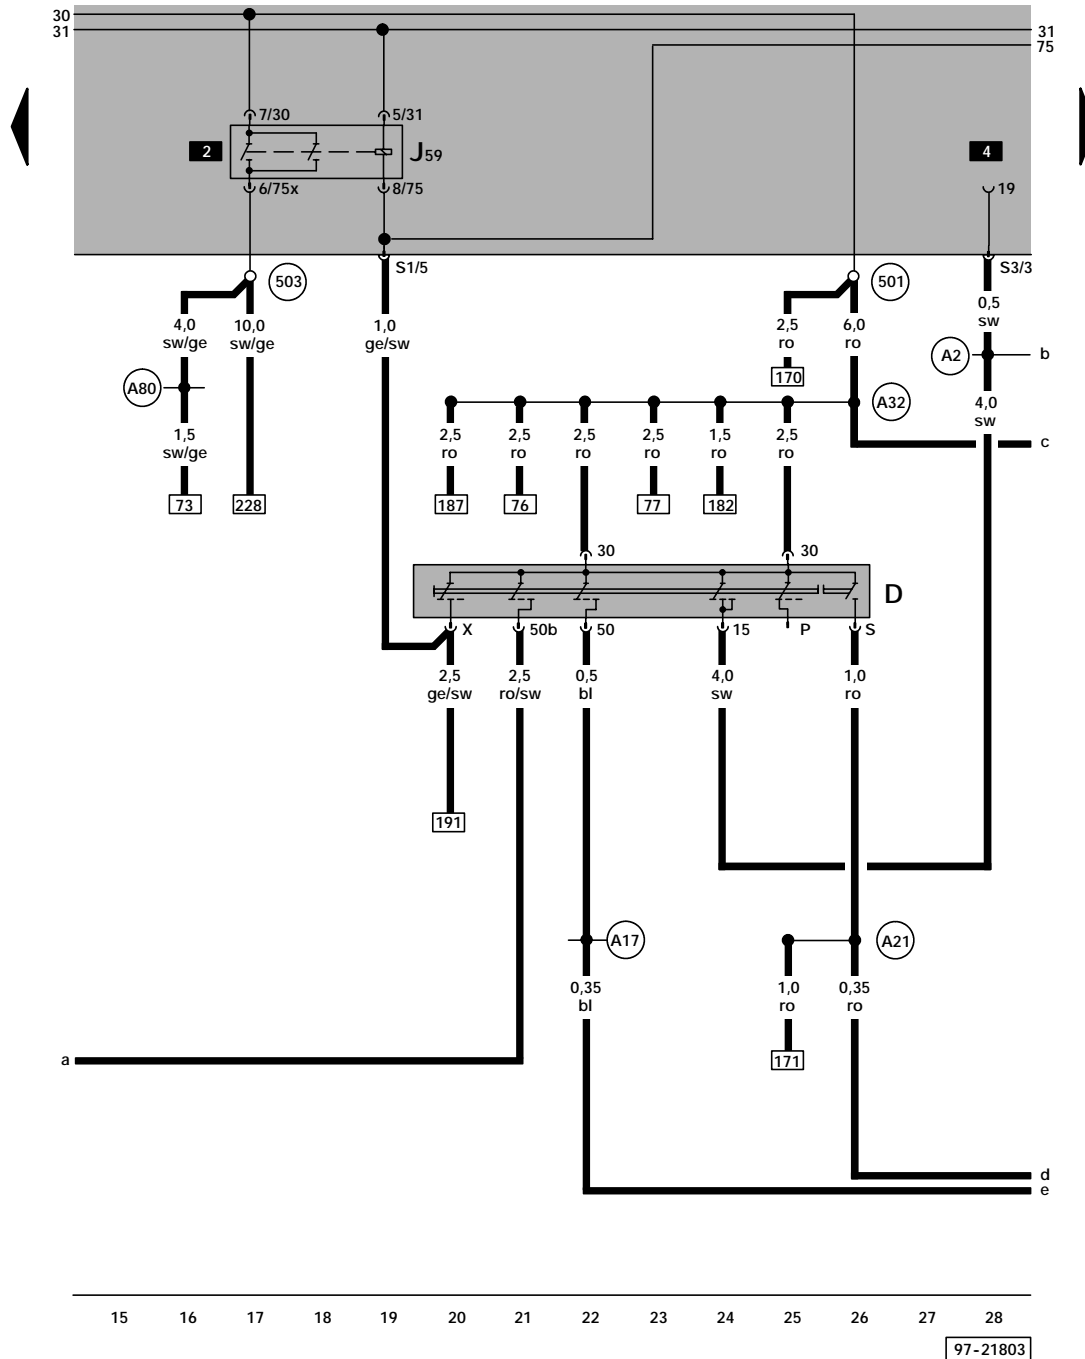 30
31
31
75
7/30
5/31
2
J59
4
6/75x
8/75
19
S1/5
S3/3
503
501
4,0
sw/ge
10,0
sw/ge
1,0
ge/sw
2,5
ro
6,0
ro
0,5
sw
A2
b
A80
170
A32
4,0
sw
1,5
sw/ge
2,5
ro
2,5
ro
2,5
ro
2,5
ro
1,5
ro
2,5
ro
c
73
228
187
76
77
182
30
30
D
X
50b
50
15
P
S
2,5
ge/sw
2,5
ro/sw
0,5
bl
4,0
sw
1,0
ro
191
A17
A21
0,35
bl
1,0
ro
0,35
ro
a
171
d
e
15 16 17 18 19 20 21 22 23 24 25 26 27 28
97-21803